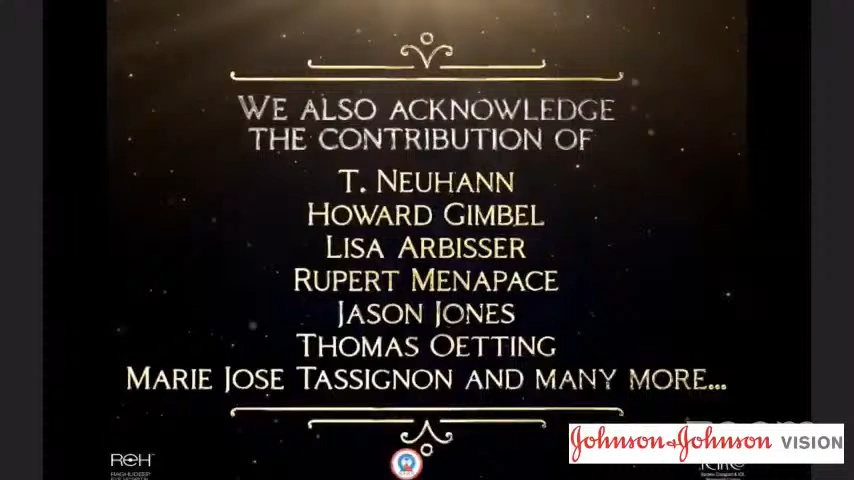 WE ALSO ACKNOWLEDGE
THE CONTRIBUTION OF
T. NEUHANN
HOWARD GIMBEL
LISA ARBISSER
RUPERT MENAPACE
JASON JONES
THOMAS OETTING
MARIE JOSE TASSIGNON AND MANY MORE...
Johnson & Johnson VISION
REH